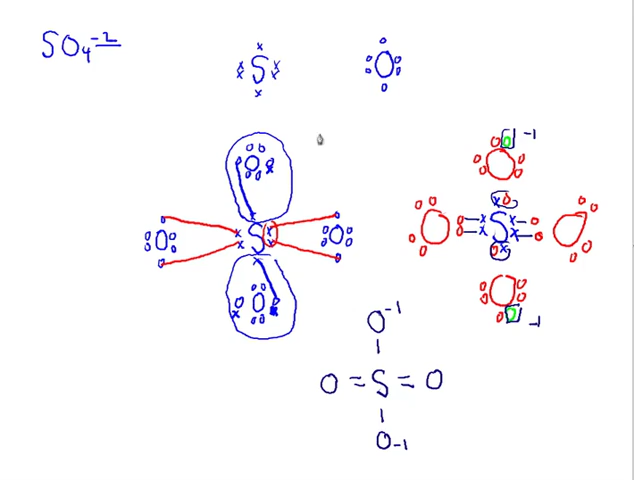 SO₄⁻²
S O
O O -1
O S O O S O
O O -1
O⁻¹
O = S = O
O -1